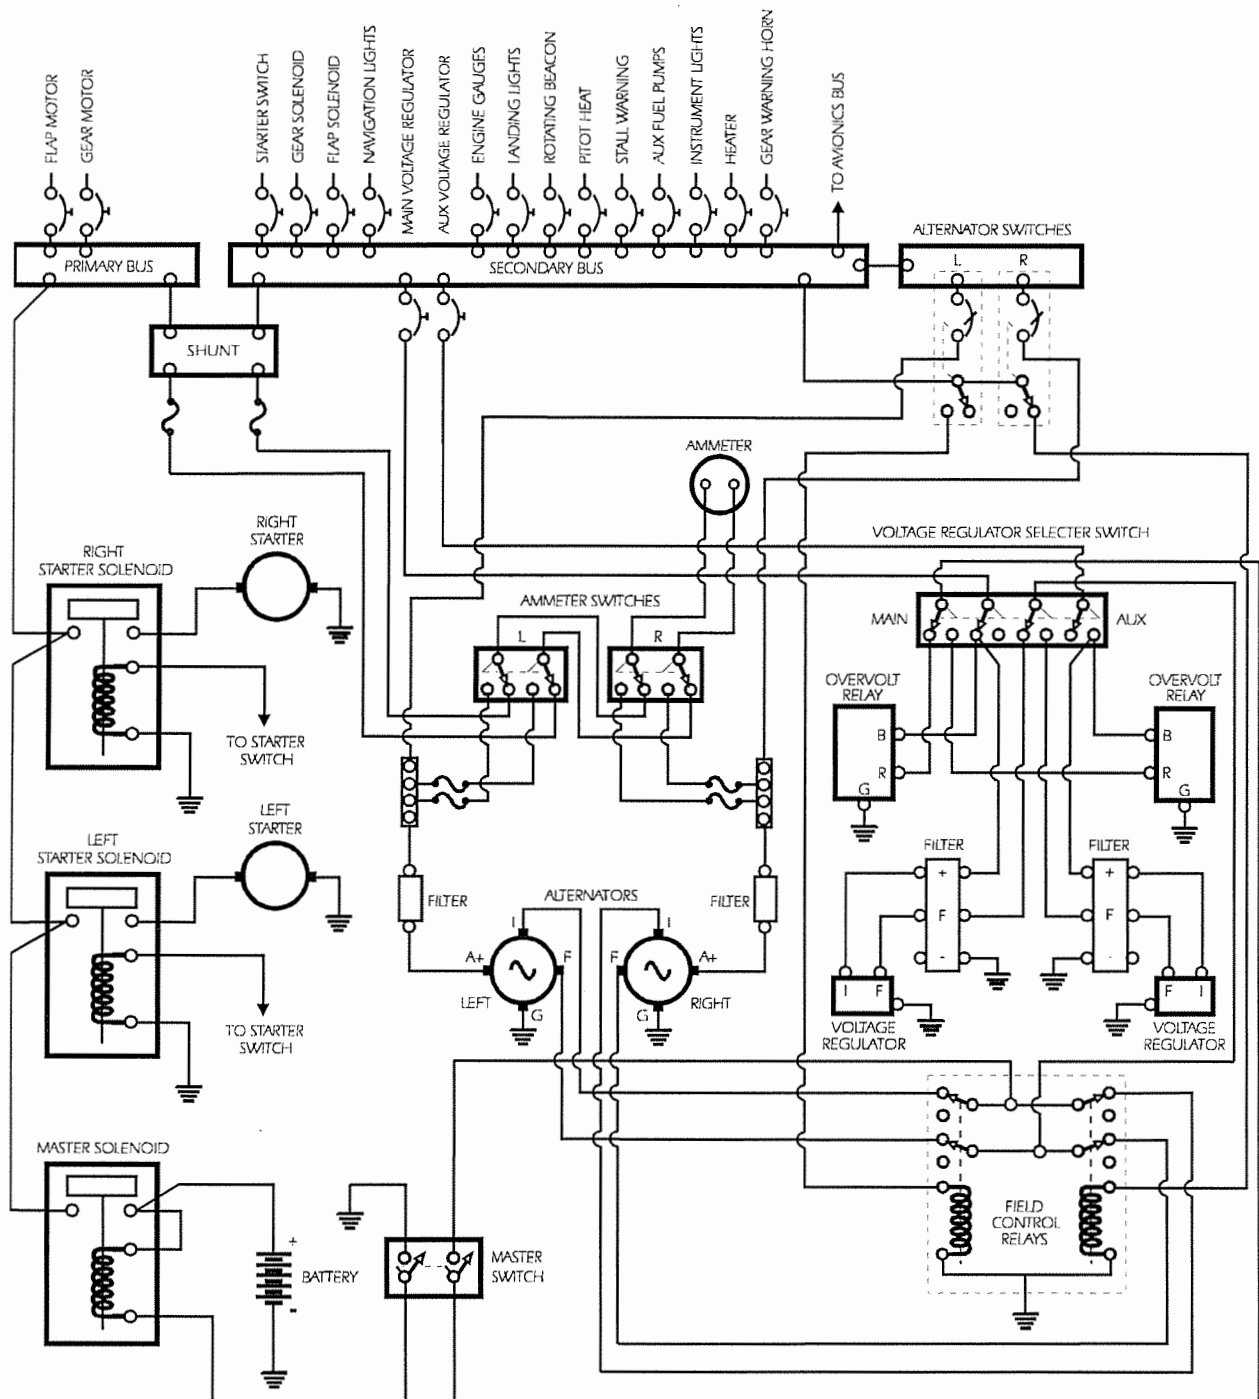 FLAP MOTOR
GEAR MOTOR
STARTER SWITCH
GEAR SOLENOID
FLAP SOLENOID
NAVIGATION LIGHTS
MAIN VOLTAGE REGULATOR
AUX VOLTAGE REGULATOR
ENGINE GAUGES
LANDING LIGHTS
ROTATING BEACON
PITOT HEAT
STALL WARNING
AUX FUEL PUMPS
INSTRUMENT LIGHTS
HEATER
GEAR WARNING HORN
TO AVIONICS BUS
ALTERNATOR SWITCHES
L R
PRIMARY BUS
SECONDARY BUS
SHUNT
AMMETER
RIGHT
STARTER
RIGHT
STARTER SOLENOID
VOLTAGE REGULATOR SELECTER SWITCH
AMMETER SWITCHES
L R
MAIN
AUX
OVERVOLT
RELAY
B
R
G
OVERVOLT
RELAY
B
R
G
TO STARTER
SWITCH
LEFT
STARTER
LEFT
STARTER SOLENOID
FILTER
+
F
-
FILTER
+
F
-
FILTER
ALTERNATORS
FILTER
I
A+
F
LEFT
G
I
F
A+
G
RIGHT
I F
VOLTAGE
REGULATOR
F I
VOLTAGE
REGULATOR
TO STARTER
SWITCH
MASTER SOLENOID
+
BATTERY
-
MASTER
SWITCH
FIELD
CONTROL
RELAYS